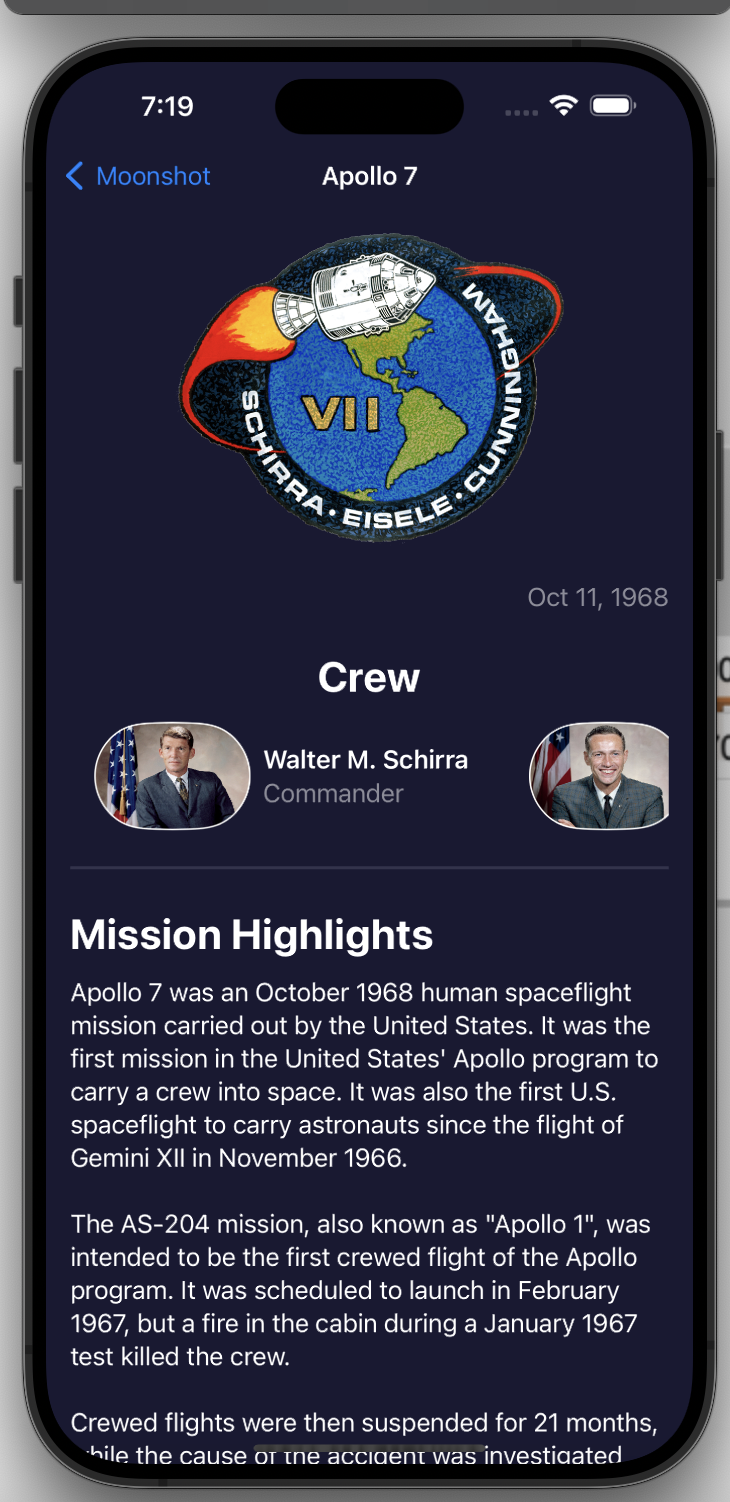 7:19
Moonshot
Apollo 7
VII
SCHIRRA • EISELE • CUNNINGHAM
Oct 11, 1968
Crew
Walter M. Schirra
Commander
Mission Highlights
Apollo 7 was an October 1968 human spaceflight
mission carried out by the United States. It was the
first mission in the United States' Apollo program to
carry a crew into space. It was also the first U.S.
spaceflight to carry astronauts since the flight of
Gemini XII in November 1966.
The AS-204 mission, also known as "Apollo 1", was
intended to be the first crewed flight of the Apollo
program. It was scheduled to launch in February
1967, but a fire in the cabin during a January 1967
test killed the crew.
Crewed flights were then suspended for 21 months,
while the cause of the accident was investigated